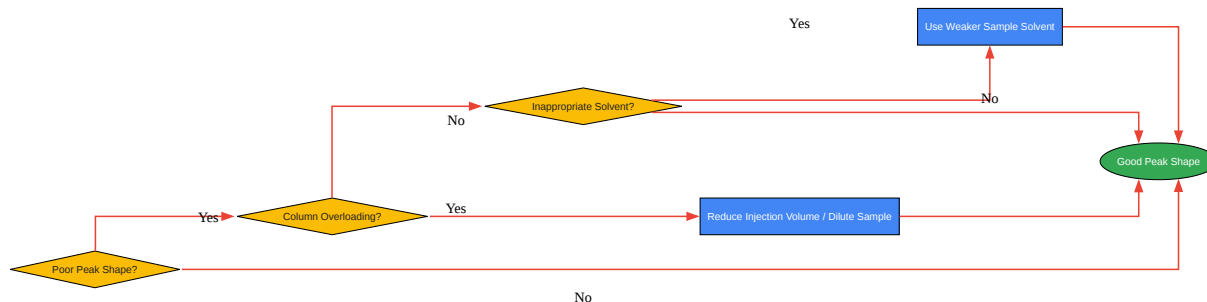 Yes
Use Weaker Sample Solvent
Inappropriate Solvent?
No
No
Good Peak Shape
Yes
Column Overloading?
Yes
Reduce Injection Volume / Dilute Sample
Poor Peak Shape?
No